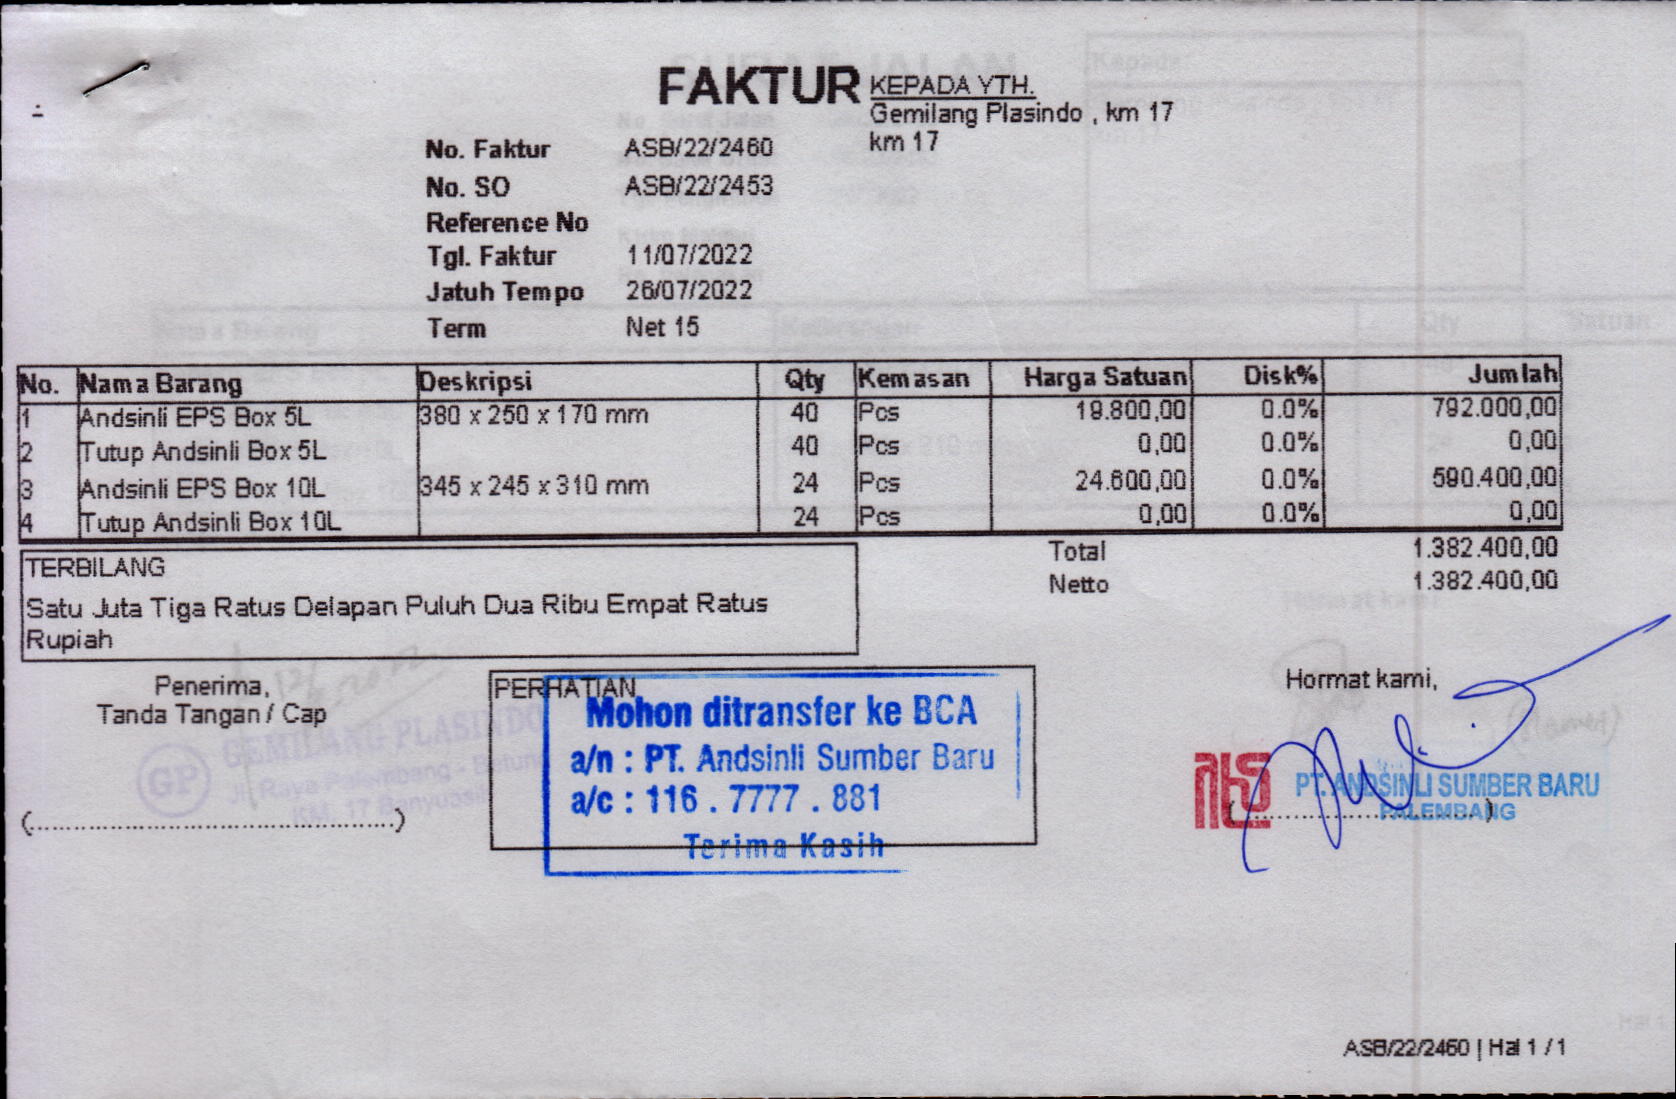 FAKTUR
KEPADA YTH.
Gemilang Plasindo , km 17
km 17
No. Faktur ASB/22/2460
No. SO ASB/22/2453
Reference No
Tgl. Faktur 11/07/2022
Jatuh Tempo 26/07/2022
Term Net 15
No. Nama Barang Deskripsi Qty Kemasan Harga Satuan Disk% Jumlah
1 Andsinli EPS Box 5L 380 x 250 x 170 mm 40 Pcs 19.800,00 0.0% 792.000,00
2 Tutup Andsinli Box 5L 40 Pcs 0,00 0.0% 0,00
3 Andsinli EPS Box 10L 345 x 245 x 310 mm 24 Pcs 24.600,00 0.0% 590.400,00
4 Tutup Andsinli Box 10L 24 Pcs 0,00 0.0% 0,00
Total 1.382.400,00
Netto 1.382.400,00
TERBILANG
Satu Juta Tiga Ratus Delapan Puluh Dua Ribu Empat Ratus
Rupiah
Penerima,
Tanda Tangan / Cap
GP
GEMILANG PLASINDO
Jl. Raya Palembang - Betung
KM. 17 Banyuasin
(................................................)
PERHATIAN
Mohon ditransfer ke BCA
a/n : PT. Andsinli Sumber Baru
a/c : 116 . 7777 . 881
Terima Kasih
Hormat kami,
PT. ANDSINLI SUMBER BARU
PALEMBANG
ASB/22/2460 | Hal 1 / 1